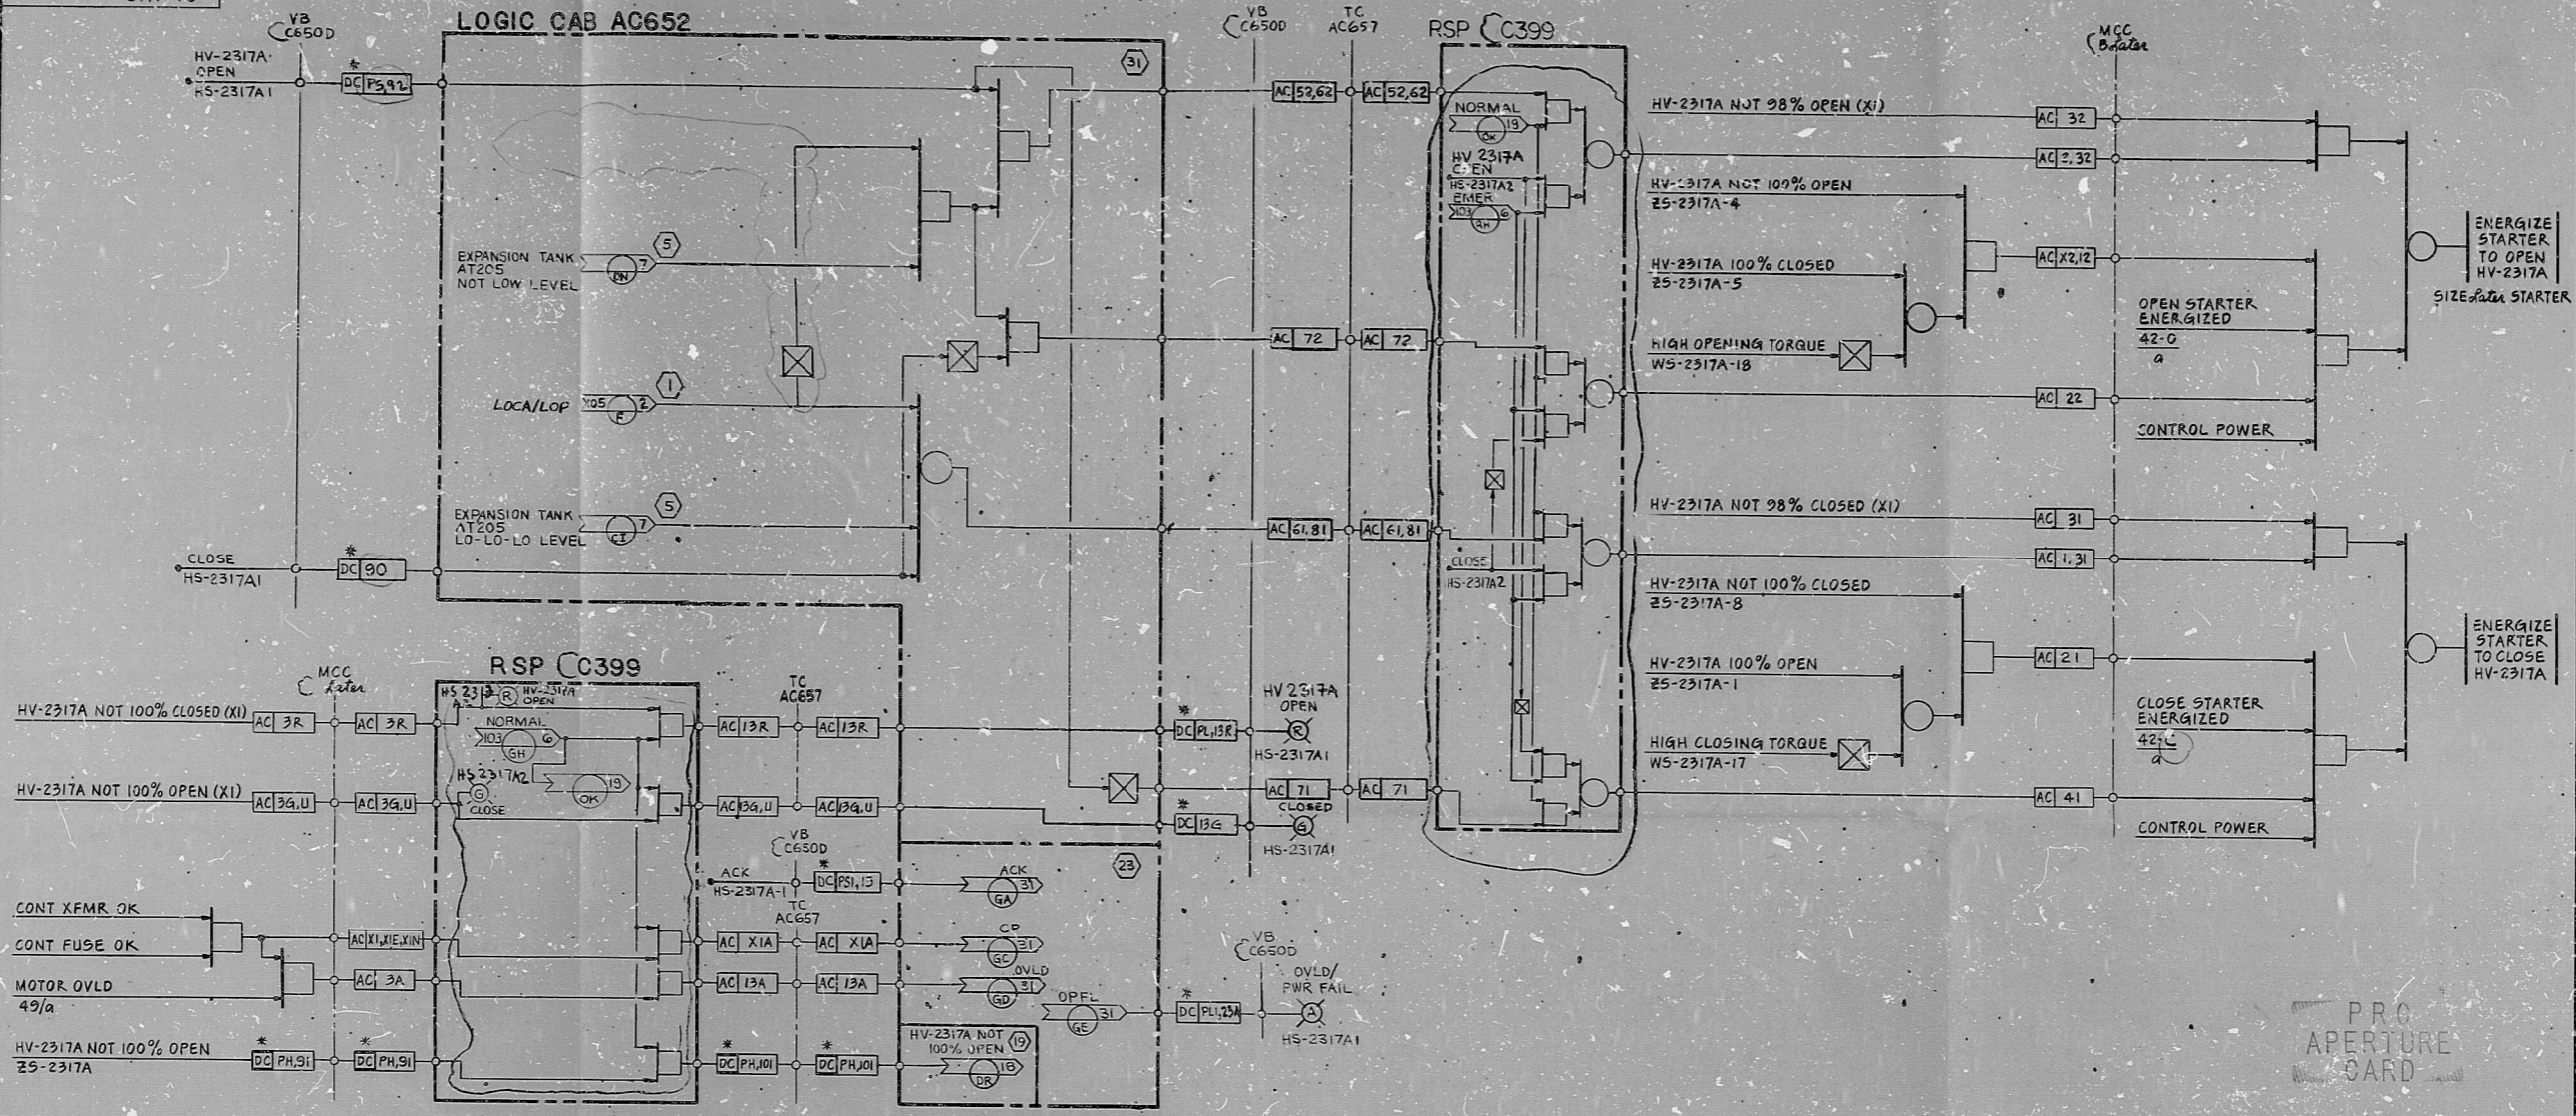 VB
C650D
LOGIC CAB AC652
HV-2317A
OPEN
HS-2317A1
*
DC PS,92
31
EXPANSION TANK
AT205
NOT LOW LEVEL
7
DN
5
LOCA/LOP
2
F
1
EXPANSION TANK
AT205
LO-LO-LO LEVEL
7
CI
5
CLOSE
HS-2317A1
*
DC 90
VB
C650D
TC
AC657
RSP C399
AC 52,62
AC 52,62
NORMAL
19
OK
HV 2317A
HS-2317A2
EMER
103
6
AC 72
AC 72
AC 61,81
AC 61,81
CLOSE
HS-2317A2
AC 71
AC 71
MCC
B Later
HV-2317A NOT 98% OPEN (X1)
AC 32
AC 2,32
HV-2317A NOT 100% OPEN
ZS-2317A-4
HV-2317A 100% CLOSED
ZS-2317A-5
AC X2,12
HIGH OPENING TORQUE
WS-2317A-18
OPEN STARTER
ENERGIZED
42-O
a
AC 22
CONTROL POWER
ENERGIZE
STARTER
TO OPEN
HV-2317A
SIZE Later STARTER
HV-2317A NOT 98% CLOSED (X1)
AC 31
AC 1,31
HV-2317A NOT 100% CLOSED
ZS-2317A-8
HV-2317A 100% OPEN
ZS-2317A-1
AC 21
HIGH CLOSING TORQUE
WS-2317A-17
CLOSE STARTER
ENERGIZED
42-C
a
AC 41
CONTROL POWER
ENERGIZE
STARTER
TO CLOSE
HV-2317A
MCC
Later
RSP C399
TC
AC657
HV-2317A NOT 100% CLOSED (X1)
AC 3R
AC 3R
R
HV-2317A
OPEN
NORMAL
103
6
GH
AC 13R
AC 13R
*
DC PL,13R
HV 2317A
OPEN
R
HS-2317A1
HV-2317A NOT 100% OPEN (X1)
AC 3G,U
AC 3G,U
HS 2317A2
G
CLOSE
19
OK
AC 13G,U
AC 13G,U
*
DC 13G
CLOSED
G
HS-2317A1
VB
C650D
ACK
HS-2317A-1
*
DC PS1,13
ACK
31
GA
23
CONT XFMR OK
CONT FUSE OK
AC X1,X1E,X1N
TC
AC657
AC X1A
AC X1A
CP
31
GC
MOTOR OVLD
49/a
AC 3A
AC 13A
AC 13A
OVLD
31
GD
OPFL
31
GE
*
DC PL1,23A
VB
C650D
OVLD/
PWR FAIL
A
HS-2317A1
HV-2317A NOT 100% OPEN
ZS-2317A
*
DC PH,91
*
DC PH,91
*
DC PH,101
*
DC PH,101
HV-2317A NOT
100% OPEN
19
18
DR
PRC
APERTURE
CARD